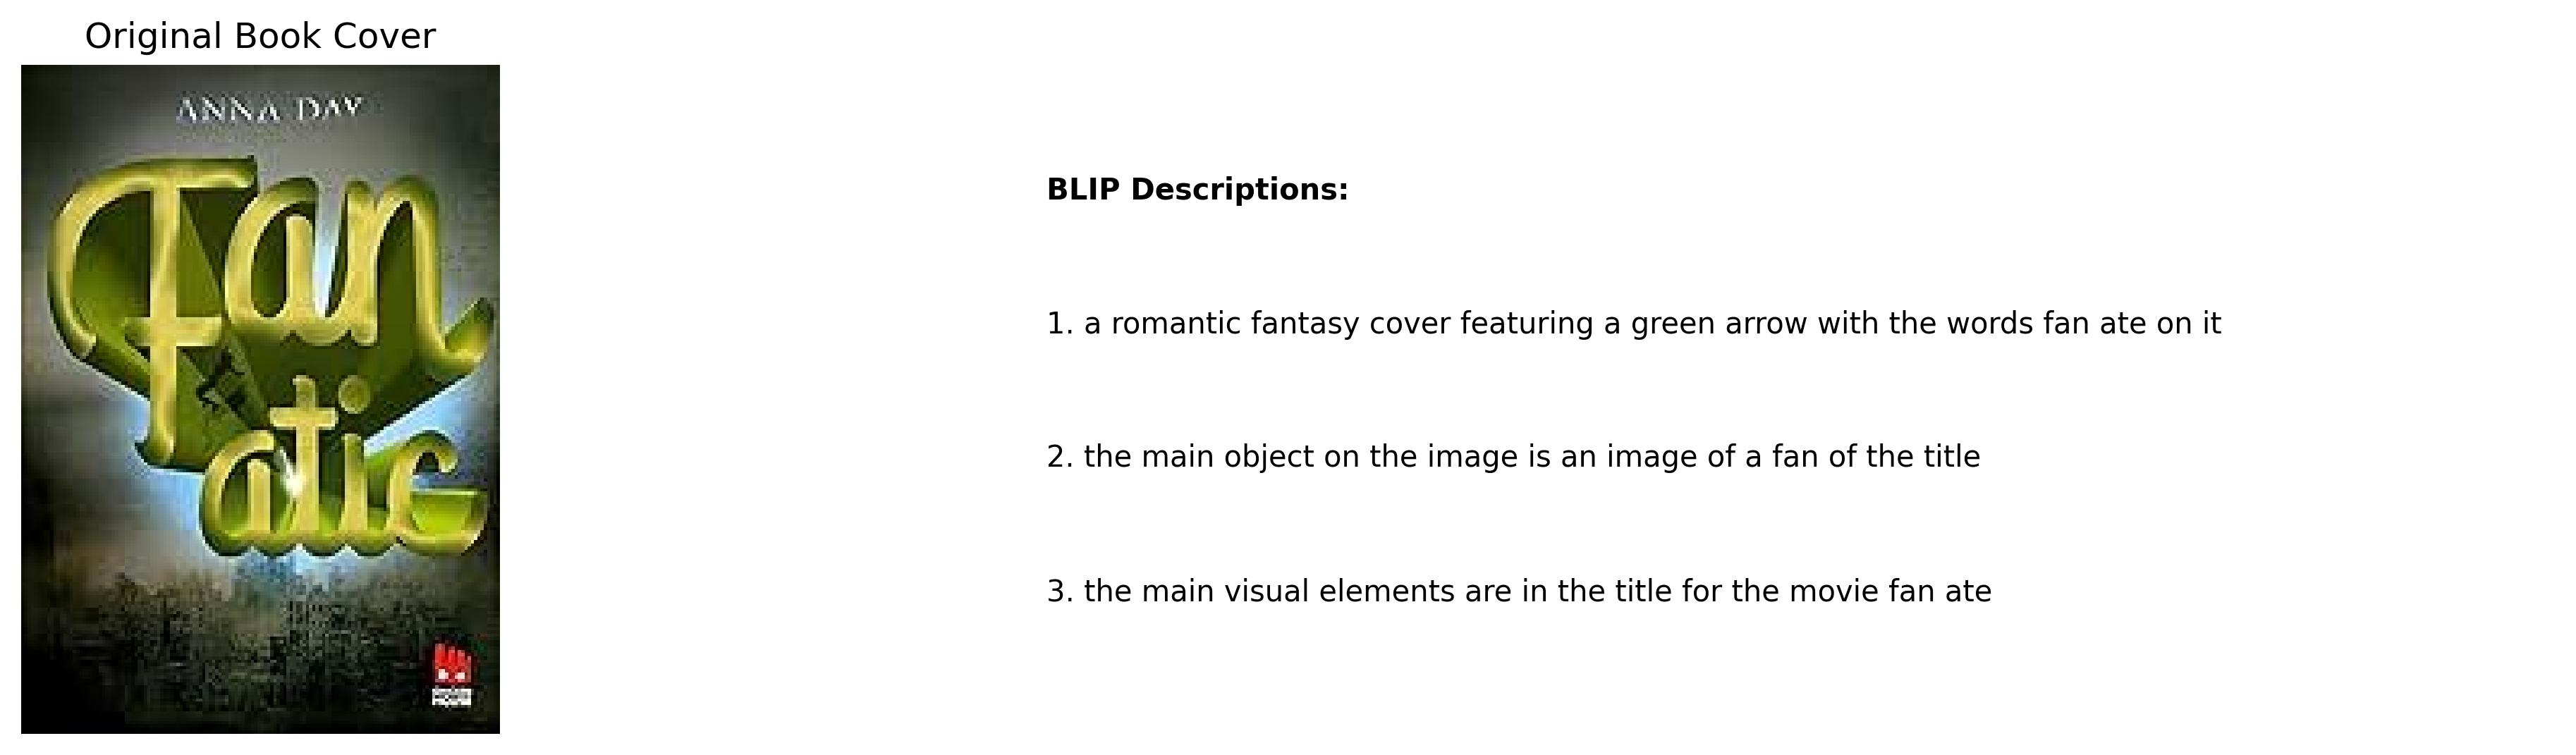 Original Book Cover
ANNA DAY
Fan
atic
BLIP Descriptions:
1. a romantic fantasy cover featuring a green arrow with the words fan ate on it
2. the main object on the image is an image of a fan of the title
3. the main visual elements are in the title for the movie fan ate